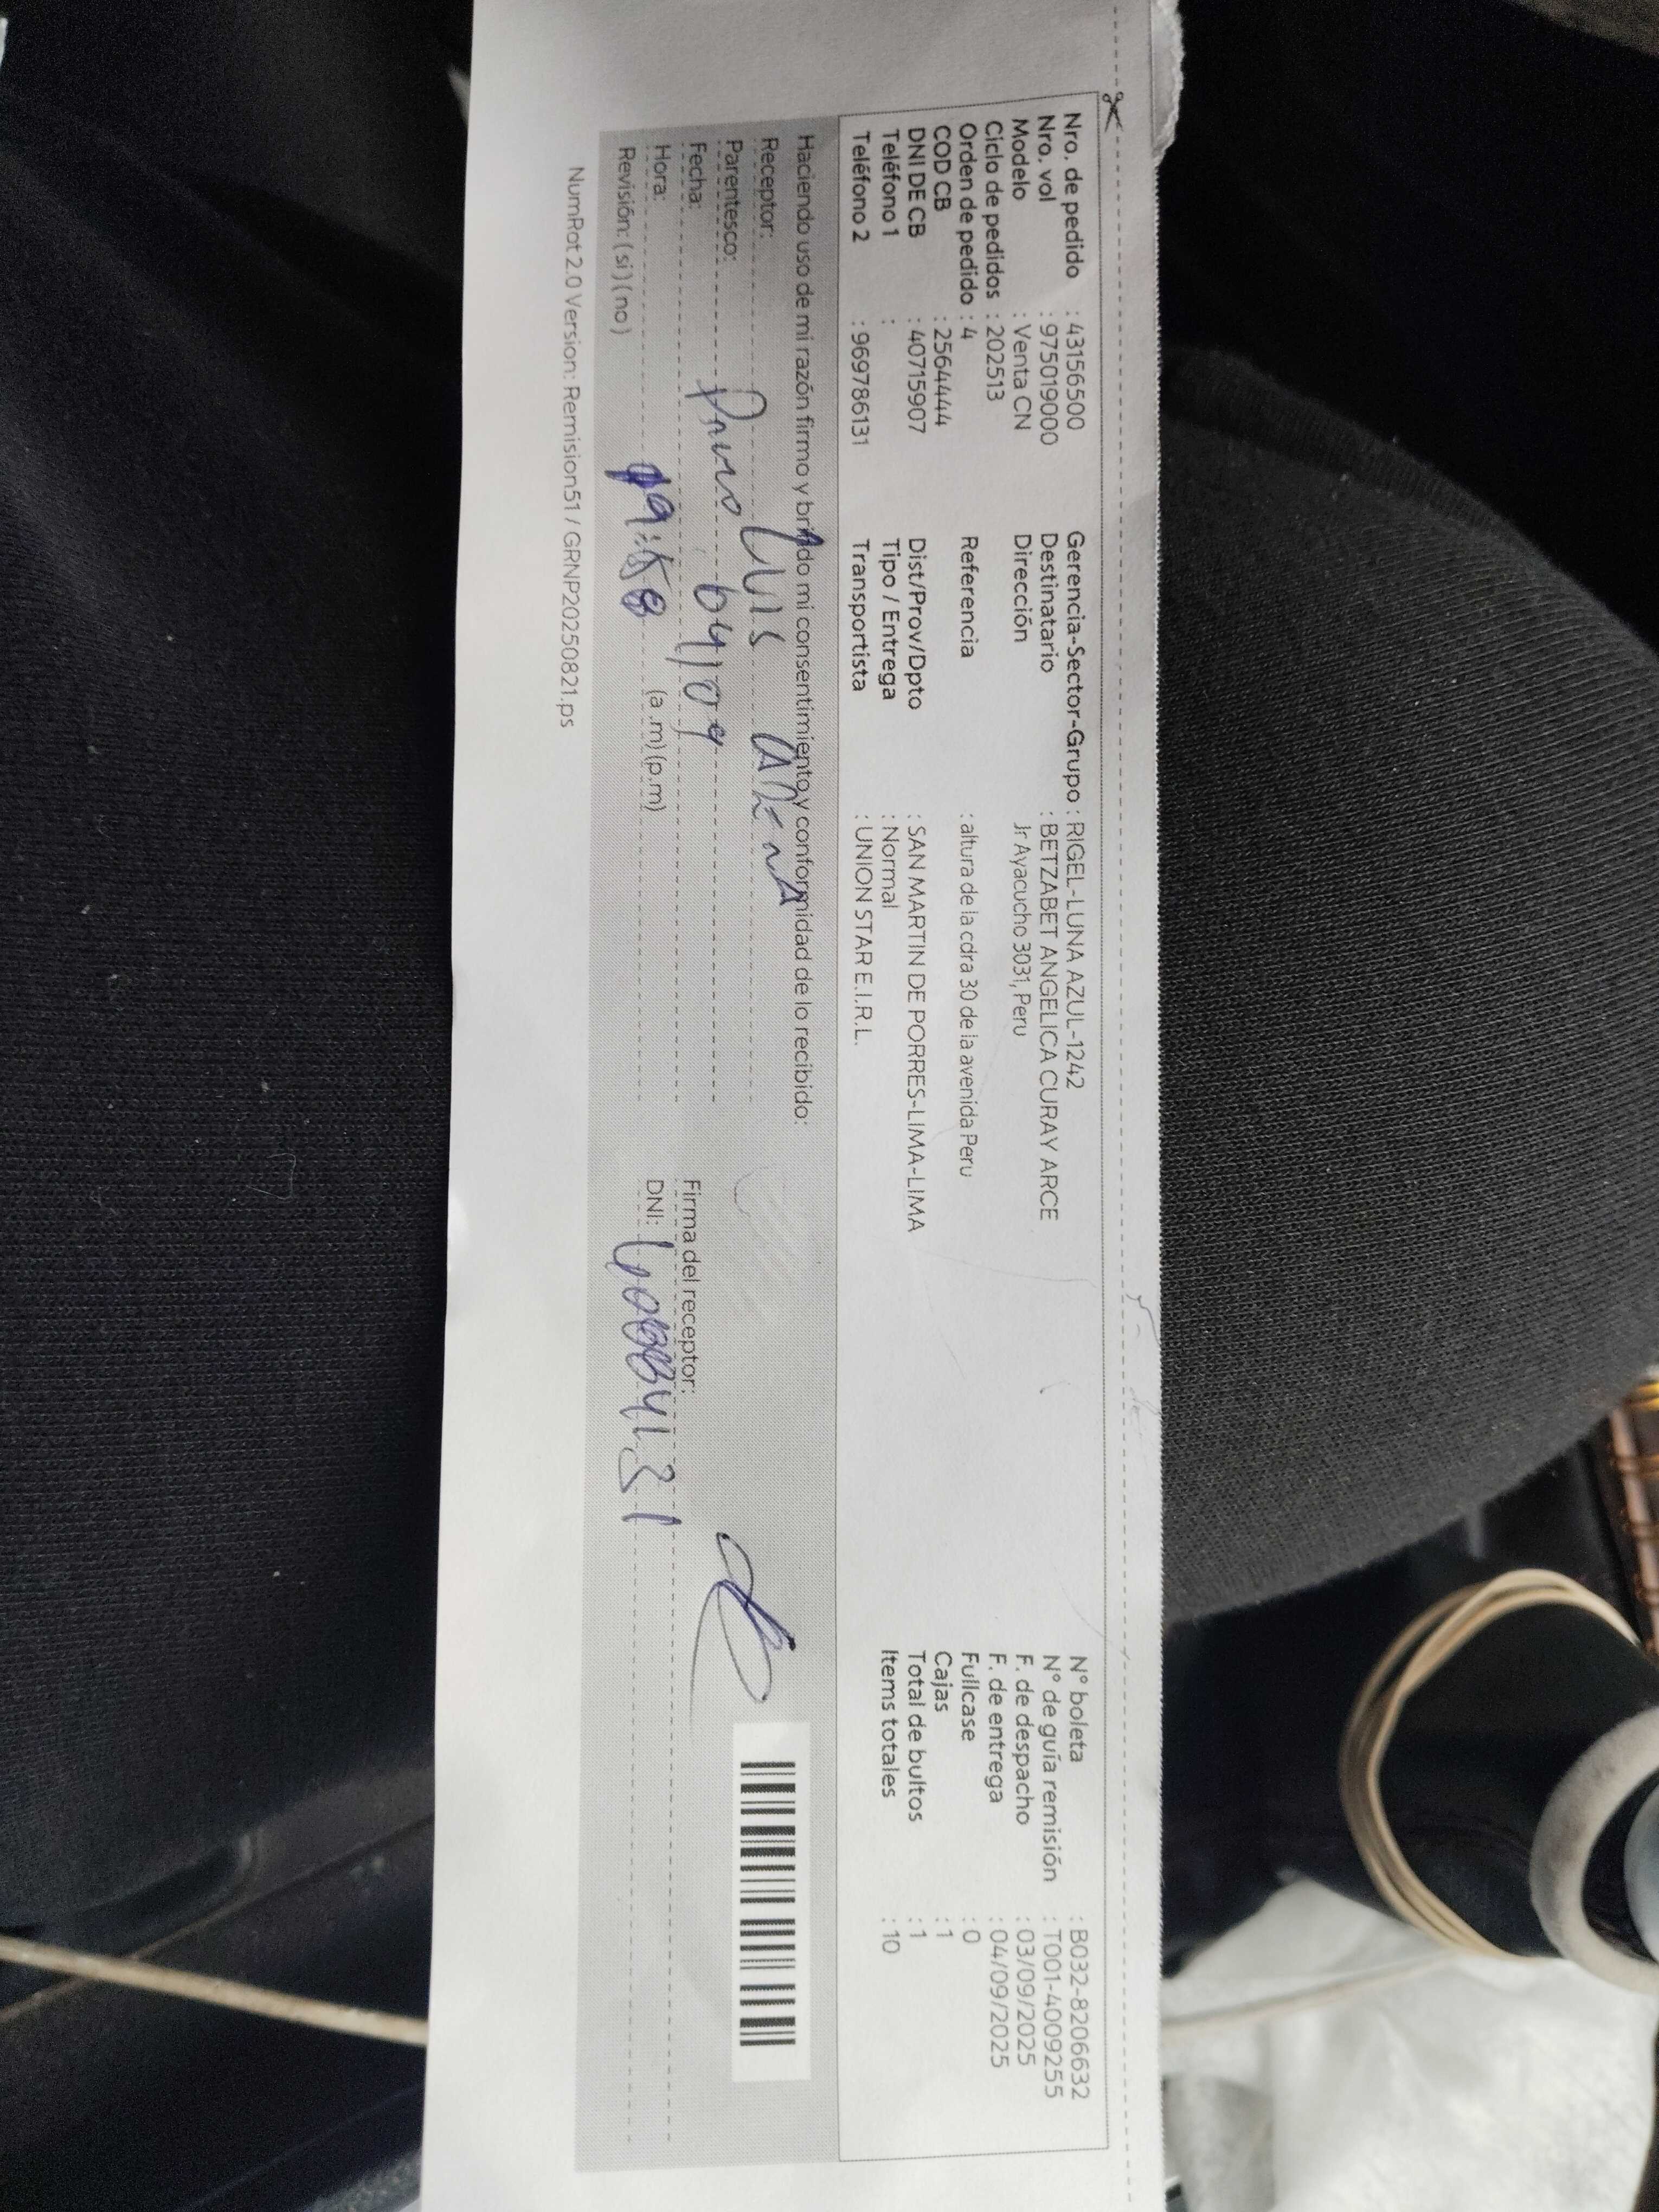 Nro. de pedido : 43156500 Gerencia-Sector-Grupo : RIGEL-LUNA AZUL-1242 N° boleta : B032-8206632
Nro. vol : 975019000 Destinatario : BETZABET ANGELICA CURAY ARCE N° de guía remisión : T001-4009255
Modelo : Venta CN Dirección Jr Ayacucho 3031, Peru F. de despacho : 03/09/2025
Ciclo de pedidos : 202513 F. de entrega : 04/09/2025
Orden de pedido : 4 Referencia : altura de la cdra 30 de la avenida Peru Fullcase : 0
COD CB : 2564444 Cajas : 1
DNI DE CB : 40715907 Dist/Prov/Dpto : SAN MARTIN DE PORRES-LIMA-LIMA Total de bultos : 1
Teléfono 1 : Tipo / Entrega : Normal Items totales : 10
Teléfono 2 : 969786131 Transportista : UNION STAR E.I.R.L.
Haciendo uso de mi razón firmo y brindo mi consentimiento y conformidad de lo recibido:
Receptor: Luis
Parentesco:
Fecha: 04/09
Hora: (a.m) (p.m)
Revisión: (si) (no)
Firma del receptor:
DNI:
NumRot 2.0 Version: Remision51 / GRNP20250821.ps